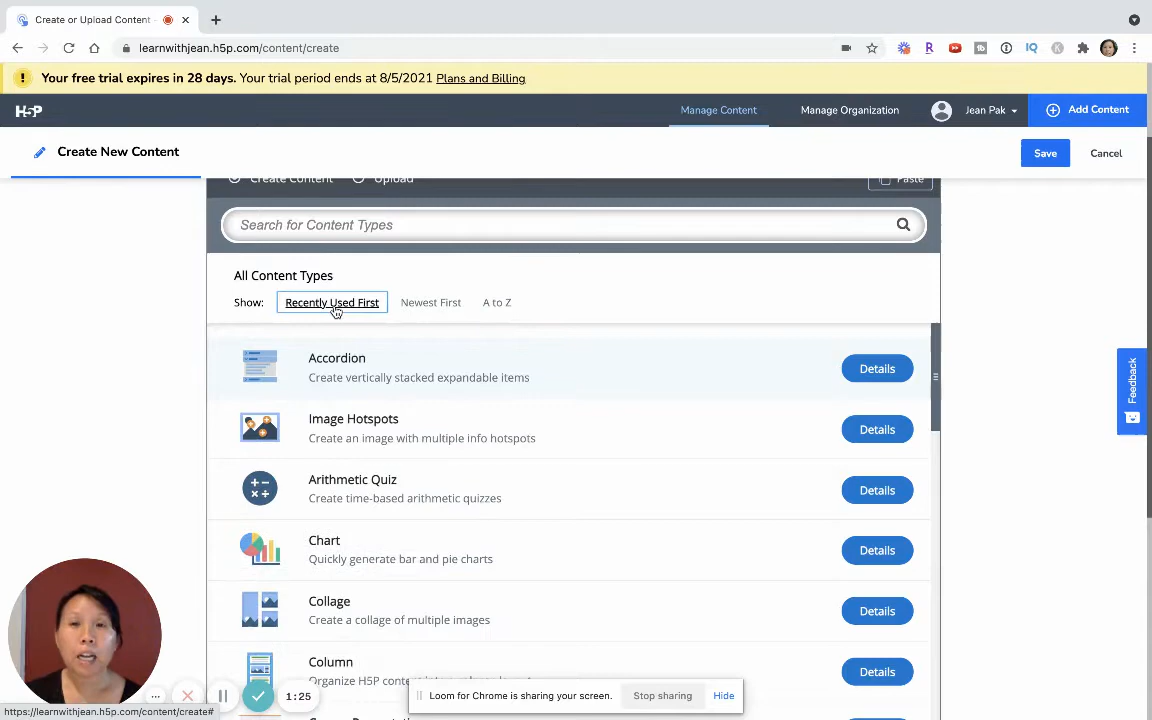 Create or Upload Content
learnwithjean.h5p.com/content/create
Your free trial expires in 28 days. Your trial period ends at 8/5/2021 Plans and Billing
H5P
Manage Content
Manage Organization
Jean Pak
Add Content
Create New Content
Save
Cancel
Create Content
Upload
Paste
Search for Content Types
All Content Types
Show:
Recently Used First
Newest First
A to Z
Accordion
Create vertically stacked expandable items
Details
Image Hotspots
Create an image with multiple info hotspots
Details
Arithmetic Quiz
Create time-based arithmetic quizzes
Details
Chart
Quickly generate bar and pie charts
Details
Collage
Create a collage of multiple images
Details
Column
Organize H5P
Details
Feedback
1:25
Loom for Chrome is sharing your screen.
Stop sharing
Hide
https://learnwithjean.h5p.com/content/create#